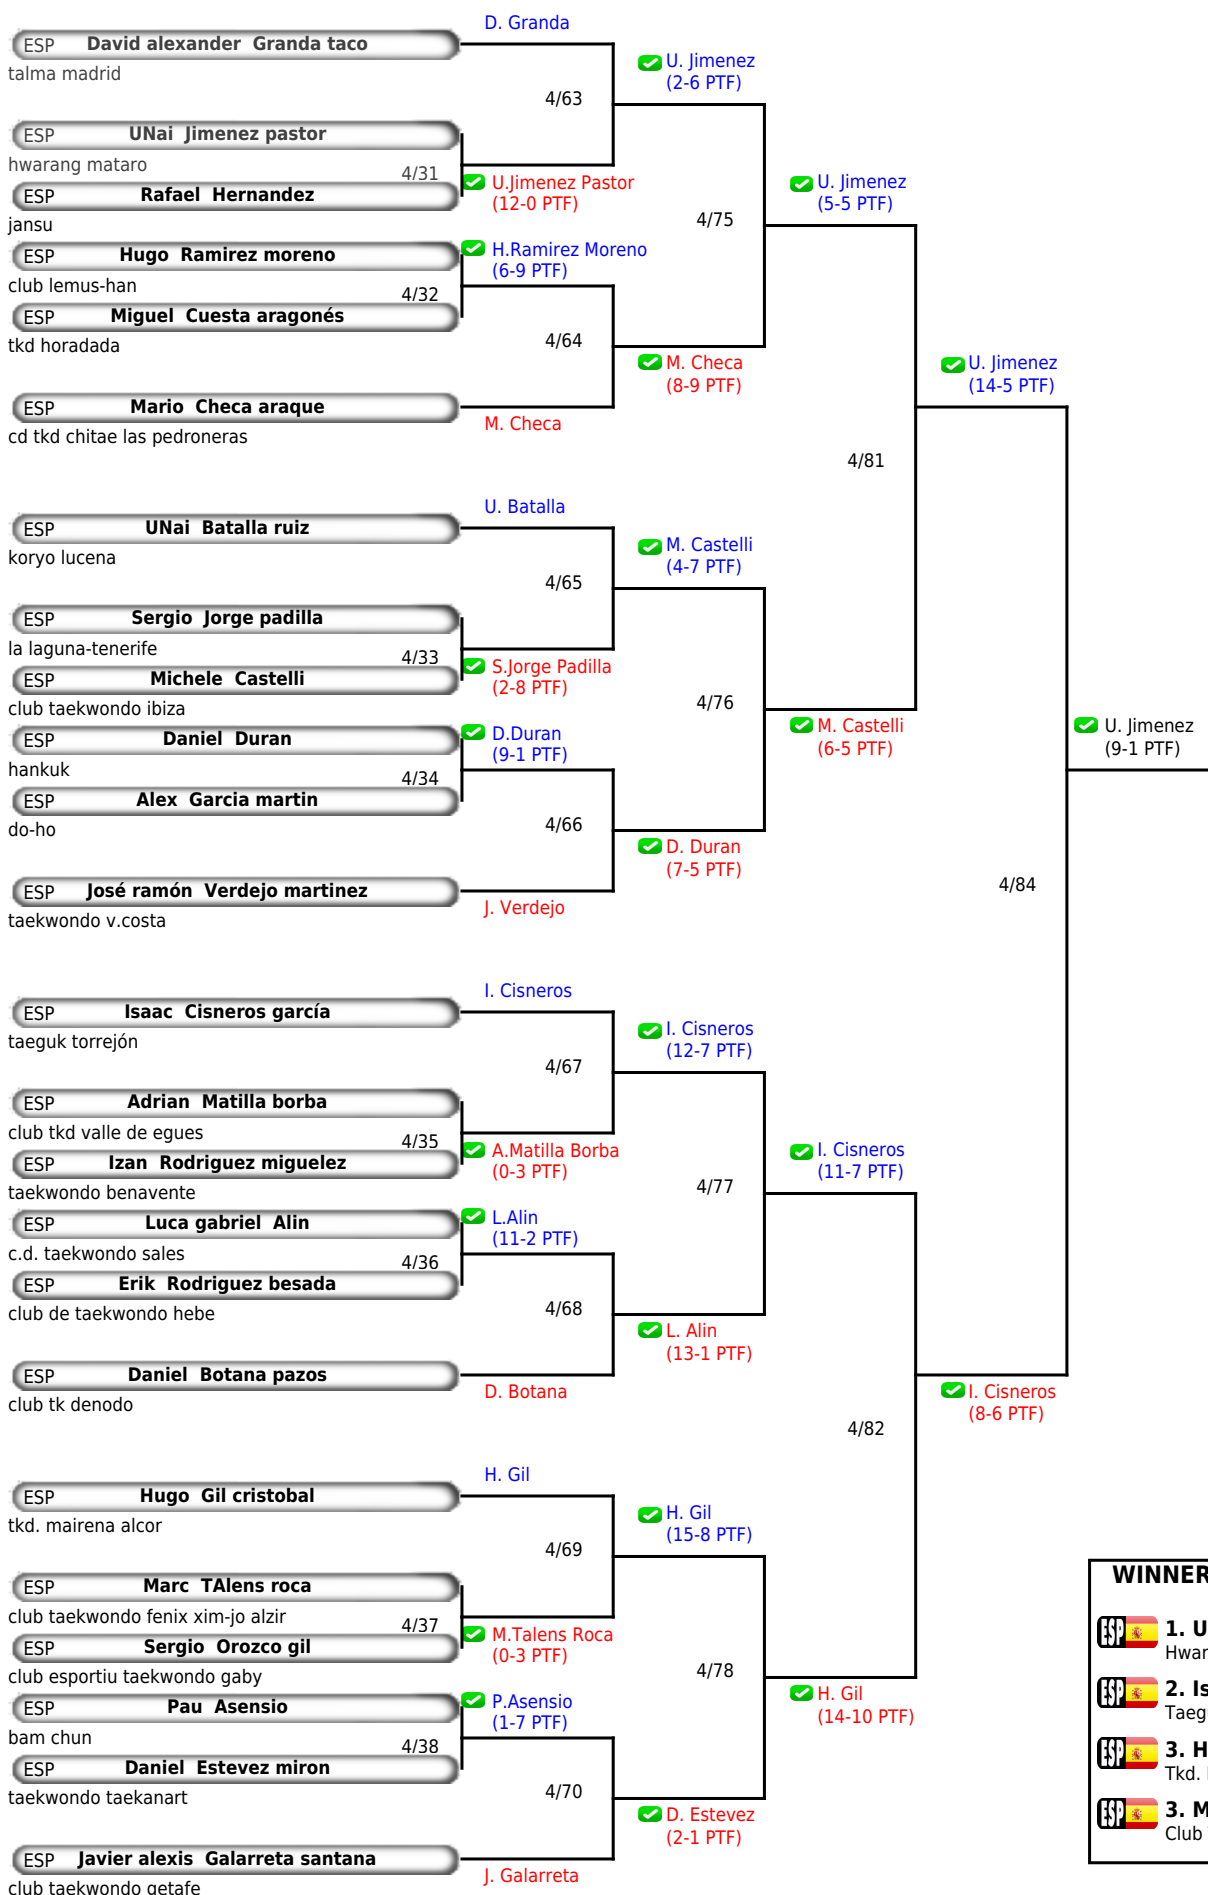 D. Granda
ESP David alexander Granda taco
talma madrid
U. Jimenez
(2-6 PTF)
4/63
ESP UNai Jimenez pastor
hwarang mataro
4/31
U.Jimenez Pastor
(12-0 PTF)
ESP Rafael Hernandez
jansu
U. Jimenez
(5-5 PTF)
4/75
ESP Hugo Ramirez moreno
club lemus-han
H.Ramirez Moreno
(6-9 PTF)
4/32
ESP Miguel Cuesta aragonés
tkd horadada
4/64
M. Checa
(8-9 PTF)
U. Jimenez
(14-5 PTF)
ESP Mario Checa araque
cd tkd chitae las pedroneras
M. Checa
4/81
U. Batalla
ESP UNai Batalla ruiz
koryo lucena
M. Castelli
(4-7 PTF)
4/65
ESP Sergio Jorge padilla
la laguna-tenerife
4/33
S.Jorge Padilla
(2-8 PTF)
ESP Michele Castelli
club taekwondo ibiza
4/76
M. Castelli
(6-5 PTF)
U. Jimenez
(9-1 PTF)
ESP Daniel Duran
hankuk
D.Duran
(9-1 PTF)
4/34
ESP Alex Garcia martin
do-ho
4/66
D. Duran
(7-5 PTF)
ESP José ramón Verdejo martinez
taekwondo v.costa
J. Verdejo
4/84
I. Cisneros
ESP Isaac Cisneros garcía
taeguk torrejón
I. Cisneros
(12-7 PTF)
4/67
ESP Adrian Matilla borba
club tkd valle de egues
4/35
A.Matilla Borba
(0-3 PTF)
ESP Izan Rodriguez miguelez
taekwondo benavente
I. Cisneros
(11-7 PTF)
4/77
ESP Luca gabriel Alin
c.d. taekwondo sales
L.Alin
(11-2 PTF)
4/36
ESP Erik Rodriguez besada
club de taekwondo hebe
4/68
L. Alin
(13-1 PTF)
ESP Daniel Botana pazos
club tk denodo
D. Botana
I. Cisneros
(8-6 PTF)
4/82
H. Gil
ESP Hugo Gil cristobal
tkd. mairena alcor
H. Gil
(15-8 PTF)
4/69
ESP Marc TAlens roca
club taekwondo fenix xim-jo alzir
4/37
M.Talens Roca
(0-3 PTF)
ESP Sergio Orozco gil
club esportiu taekwondo gaby
4/78
H. Gil
(14-10 PTF)
ESP Pau Asensio
bam chun
P.Asensio
(1-7 PTF)
4/38
ESP Daniel Estevez miron
taekwondo taekanart
4/70
D. Estevez
(2-1 PTF)
ESP Javier alexis Galarreta santana
club taekwondo getafe
J. Galarreta
WINNER
ESP 1. U
Hwar
ESP 2. Is
Taeg
ESP 3. H
Tkd.
ESP 3. M
Club